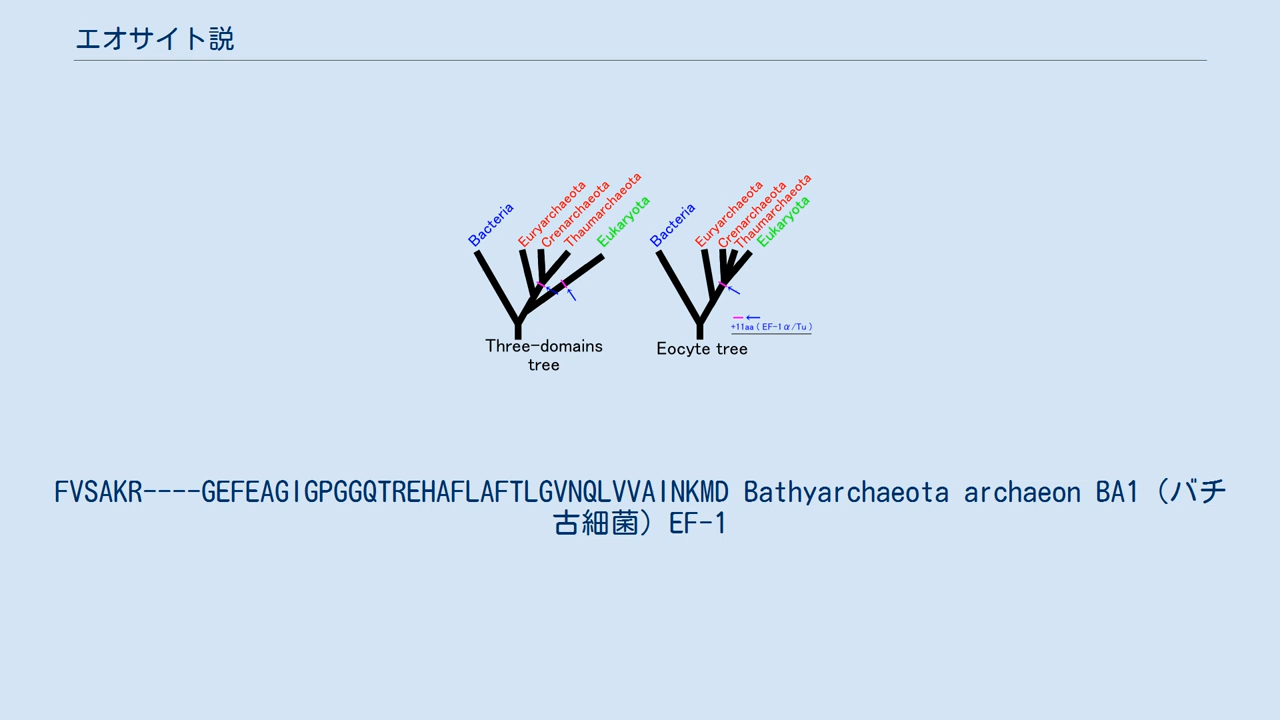 エオサイト説
Bacteria
Euryarchaeota
Crenarchaeota
Thaumarchaeota
Eukaryota
Three-domains
tree
Bacteria
Euryarchaeota
Crenarchaeota
Thaumarchaeota
Eukaryota
+11aa ( EF-1α/Tu )
Eocyte tree
FVSAKR----GEFEAGIGPGGQTREHAFLAFTLGVNQLVVAINKMD Bathyarchaeota archaeon BA1（バチ
古細菌）EF-1